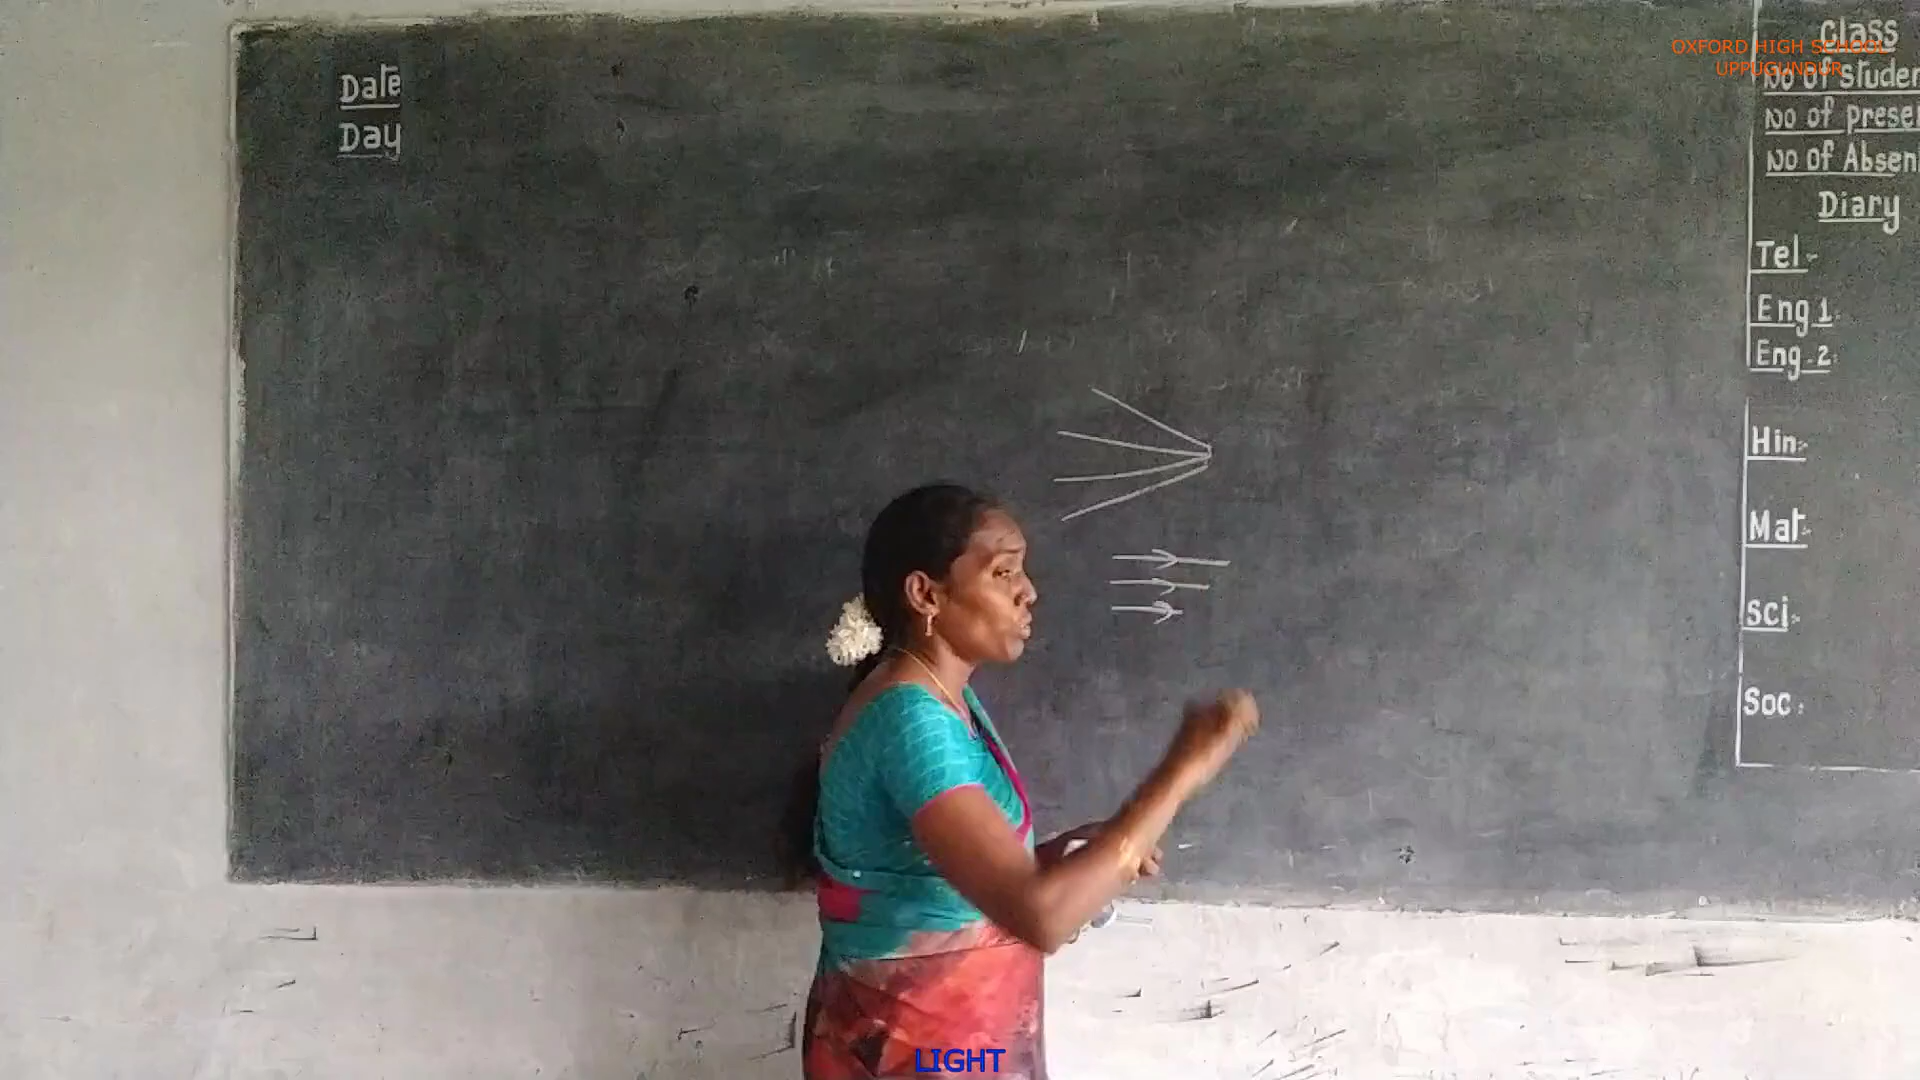 Date
Day
OXFORD HIGH SCHOOL
UPPUGUNDUR
Class
No of studen
No of presen
No of Absen
Diary
Tel:-
Eng 1:
Eng-2:
Hin:-
Mat:-
Sci:-
Soc:
LIGHT